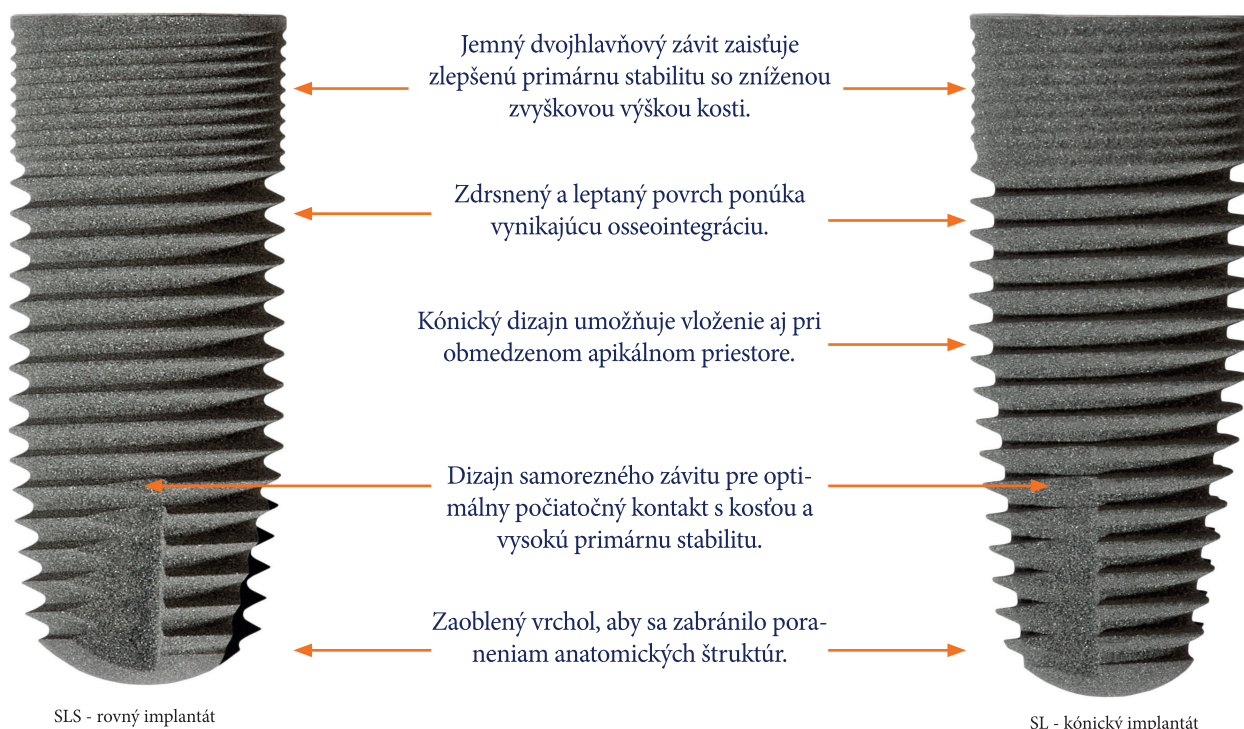 Jemný dvojhlavňový závit zaisťuje
zlepšenú primárnu stabilitu so zníženou
zvyškovou výškou kosti.
Zdrsnený a leptaný povrch ponúka
vynikajúcu osseointegráciu.
Kónický dizajn umožňuje vloženie aj pri
obmedzenom apikálnom priestore.
Dizajn samorezného závitu pre opti-
málny počiatočný kontakt s kosťou a
vysokú primárnu stabilitu.
Zaoblený vrchol, aby sa zabránilo pora-
neniam anatomických štruktúr.
SLS - rovný implantát
SL - kónický implantát